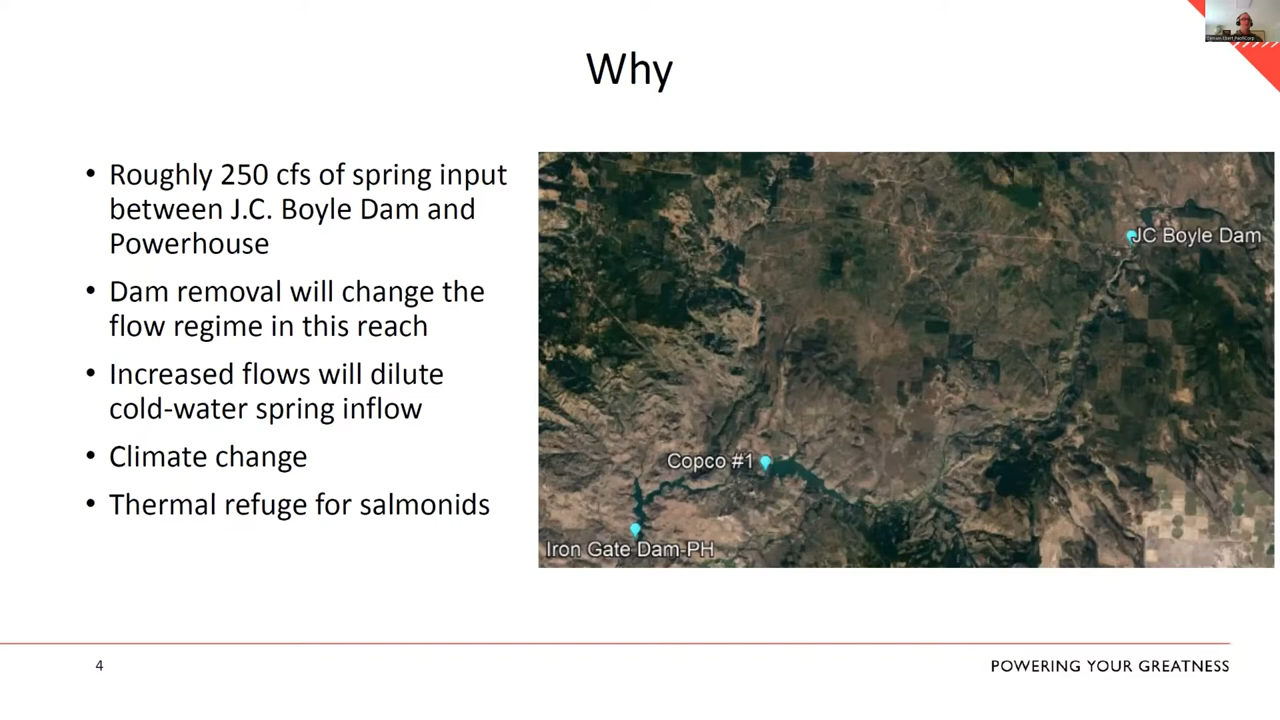 Why
• Roughly 250 cfs of spring input
between J.C. Boyle Dam and
Powerhouse
• Dam removal will change the
flow regime in this reach
• Increased flows will dilute
cold-water spring inflow
• Climate change
• Thermal refuge for salmonids
JC Boyle Dam
Copco #1
Iron Gate Dam-PH
4
POWERING YOUR GREATNESS